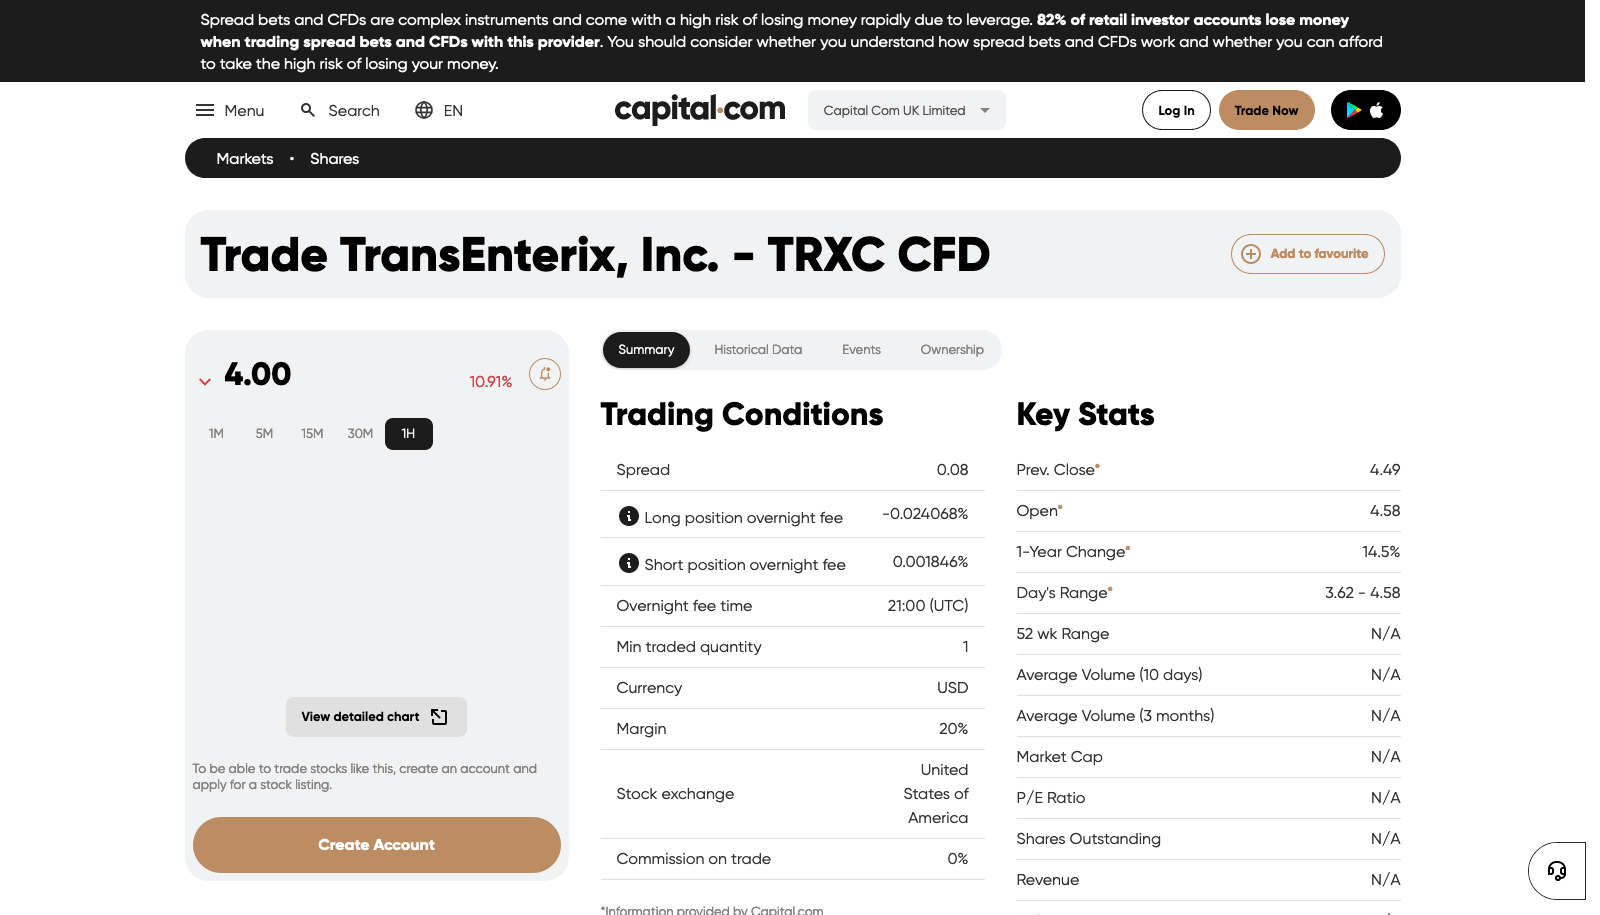 Spread bets and CFDs are complex instruments and come with a high risk of losing money rapidly due to leverage. 82% of retail investor accounts lose money
when trading spread bets and CFDs with this provider. You should consider whether you understand how spread bets and CFDs work and whether you can afford
to take the high risk of losing your money.
Menu
Search
EN
capital.com
Capital Com UK Limited
Log In
Trade Now
Markets • Shares
Trade TransEnterix, Inc. - TRXC CFD
Add to favourite
4.00
10.91%
1M 5M 15M 30M 1H
View detailed chart
To be able to trade stocks like this, create an account and
apply for a stock listing.
Create Account
Summary Historical Data Events Ownership
Trading Conditions
Spread 0.08
Long position overnight fee -0.024068%
Short position overnight fee 0.001846%
Overnight fee time 21:00 (UTC)
Min traded quantity 1
Currency USD
Margin 20%
Stock exchange United
States of
America
Commission on trade 0%
*Information provided by Capital.com
Key Stats
Prev. Close* 4.49
Open* 4.58
1-Year Change* 14.5%
Day's Range* 3.62 - 4.58
52 wk Range N/A
Average Volume (10 days) N/A
Average Volume (3 months) N/A
Market Cap N/A
P/E Ratio N/A
Shares Outstanding N/A
Revenue N/A